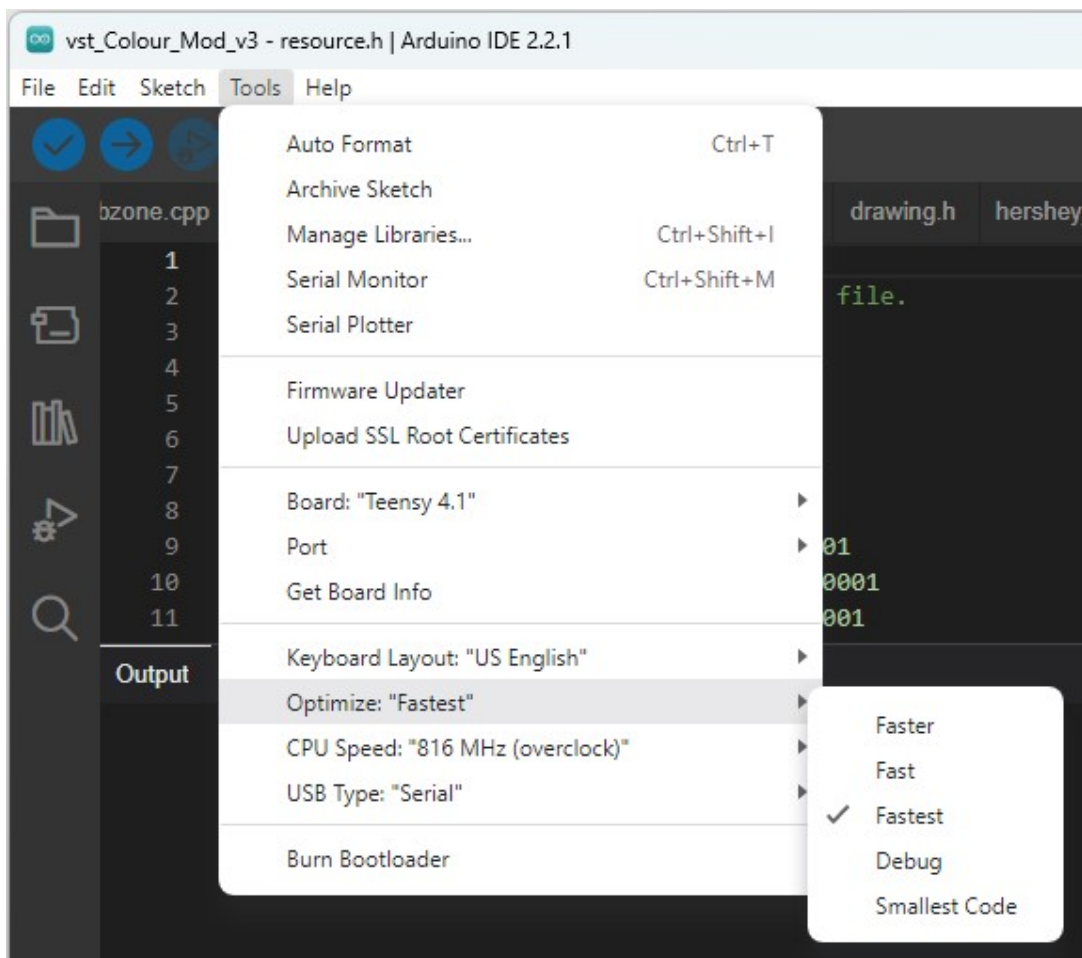 vst_Colour_Mod_v3 - resource.h | Arduino IDE 2.2.1
File Edit Sketch Tools Help
bzone.cpp drawing.h hershey
Auto Format Ctrl+T
Archive Sketch
Manage Libraries... Ctrl+Shift+I
Serial Monitor Ctrl+Shift+M
Serial Plotter
Firmware Updater
Upload SSL Root Certificates
Board: "Teensy 4.1"
Port
Get Board Info
Keyboard Layout: "US English"
Optimize: "Fastest"
CPU Speed: "816 MHz (overclock)"
USB Type: "Serial"
Burn Bootloader
1
2 file.
3
4
5
6
7
8
9 01
10 0001
11 001
Output
Faster
Fast
Fastest
Debug
Smallest Code